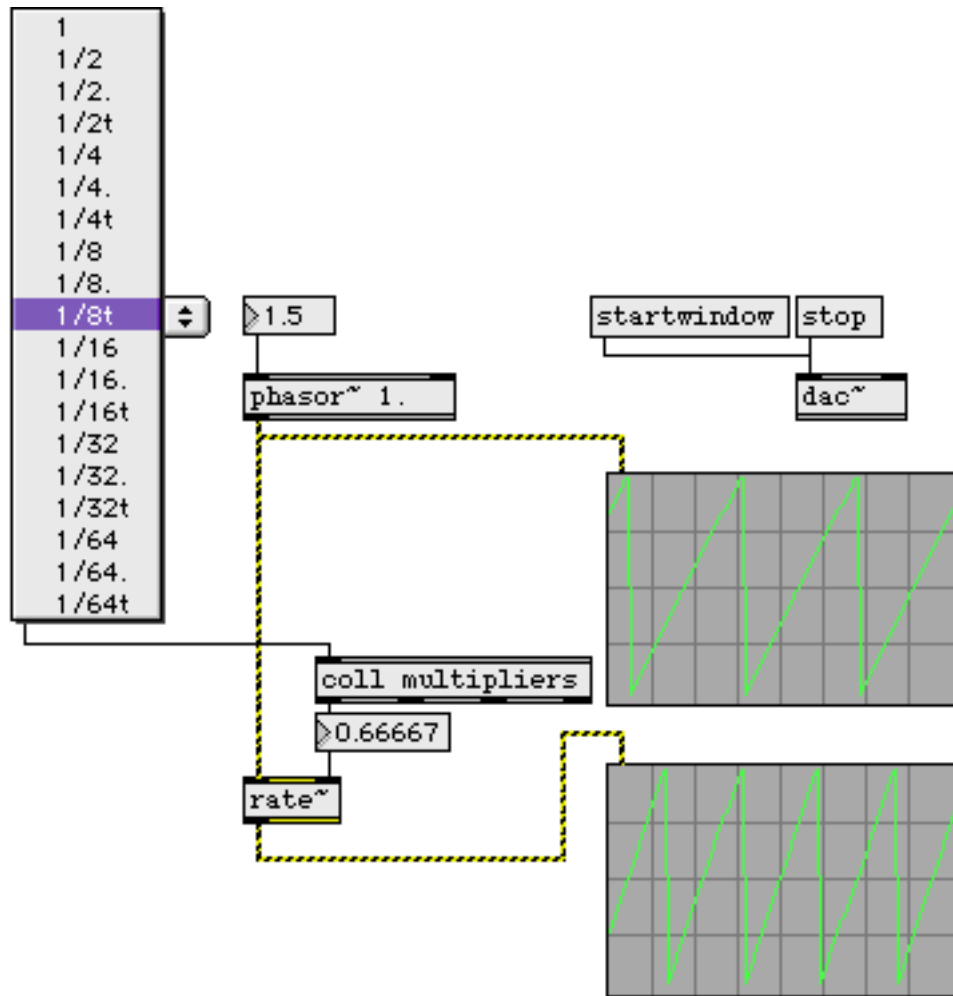 1
1/2
1/2.
1/2t
1/4
1/4.
1/4t
1/8
1/8.
1/8t
1/16
1/16.
1/16t
1/32
1/32.
1/32t
1/64
1/64.
1/64t
1.5
startwindow
stop
phasor~ 1.
dac~
coll multipliers
0.66667
rate~